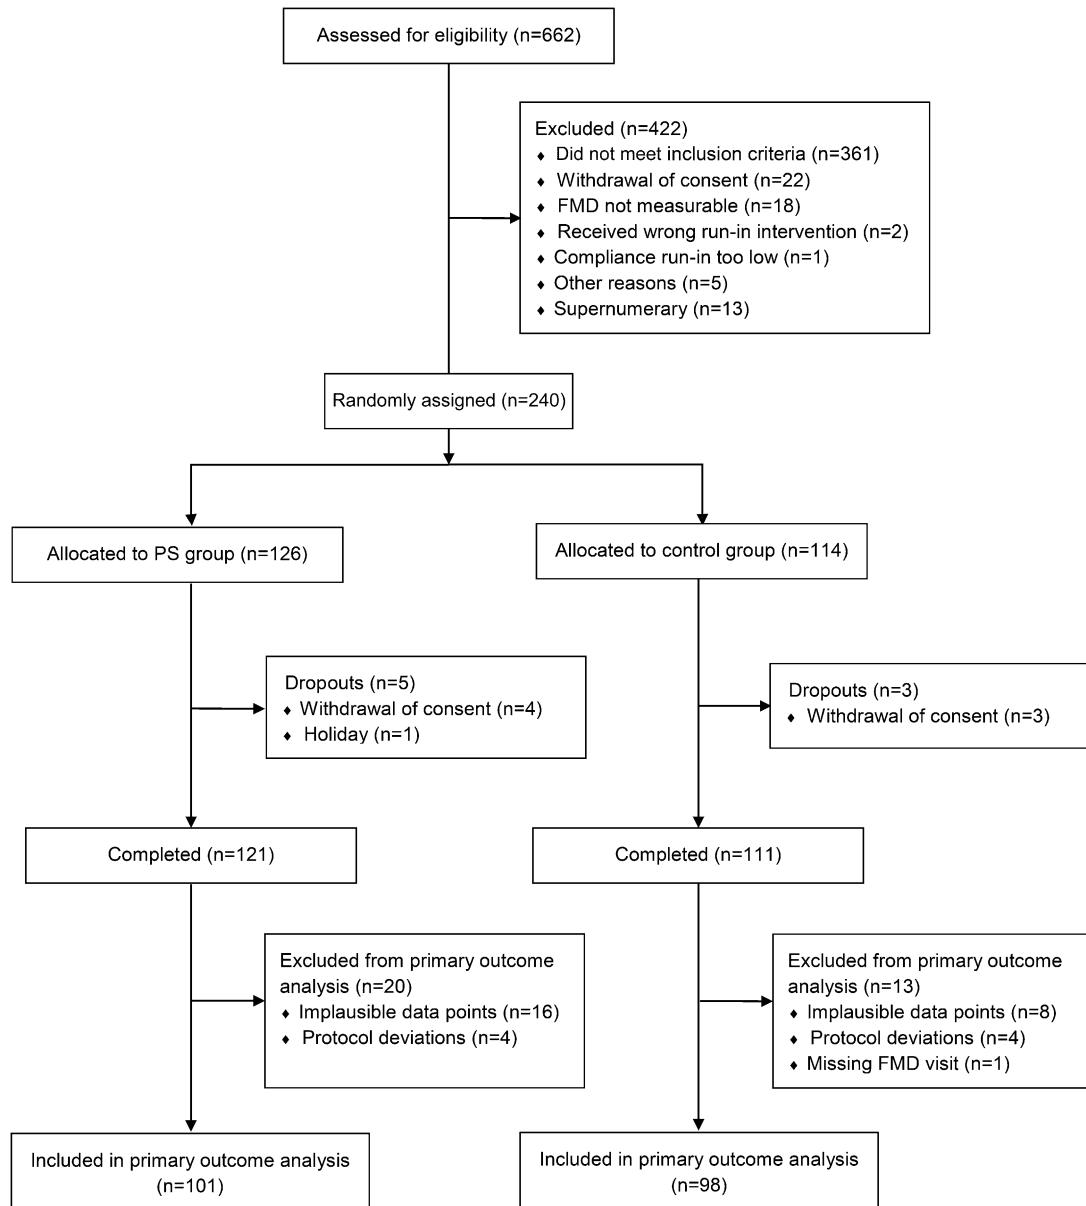 Assessed for eligibility (n=662)
Excluded (n=422)
♦ Did not meet inclusion criteria (n=361)
♦ Withdrawal of consent (n=22)
♦ FMD not measurable (n=18)
♦ Received wrong run-in intervention (n=2)
♦ Compliance run-in too low (n=1)
♦ Other reasons (n=5)
♦ Supernumerary (n=13)
Randomly assigned (n=240)
Allocated to PS group (n=126)
Allocated to control group (n=114)
Dropouts (n=5)
♦ Withdrawal of consent (n=4)
♦ Holiday (n=1)
Dropouts (n=3)
♦ Withdrawal of consent (n=3)
Completed (n=121)
Completed (n=111)
Excluded from primary outcome
analysis (n=20)
♦ Implausible data points (n=16)
♦ Protocol deviations (n=4)
Excluded from primary outcome
analysis (n=13)
♦ Implausible data points (n=8)
♦ Protocol deviations (n=4)
♦ Missing FMD visit (n=1)
Included in primary outcome analysis
(n=101)
Included in primary outcome analysis
(n=98)